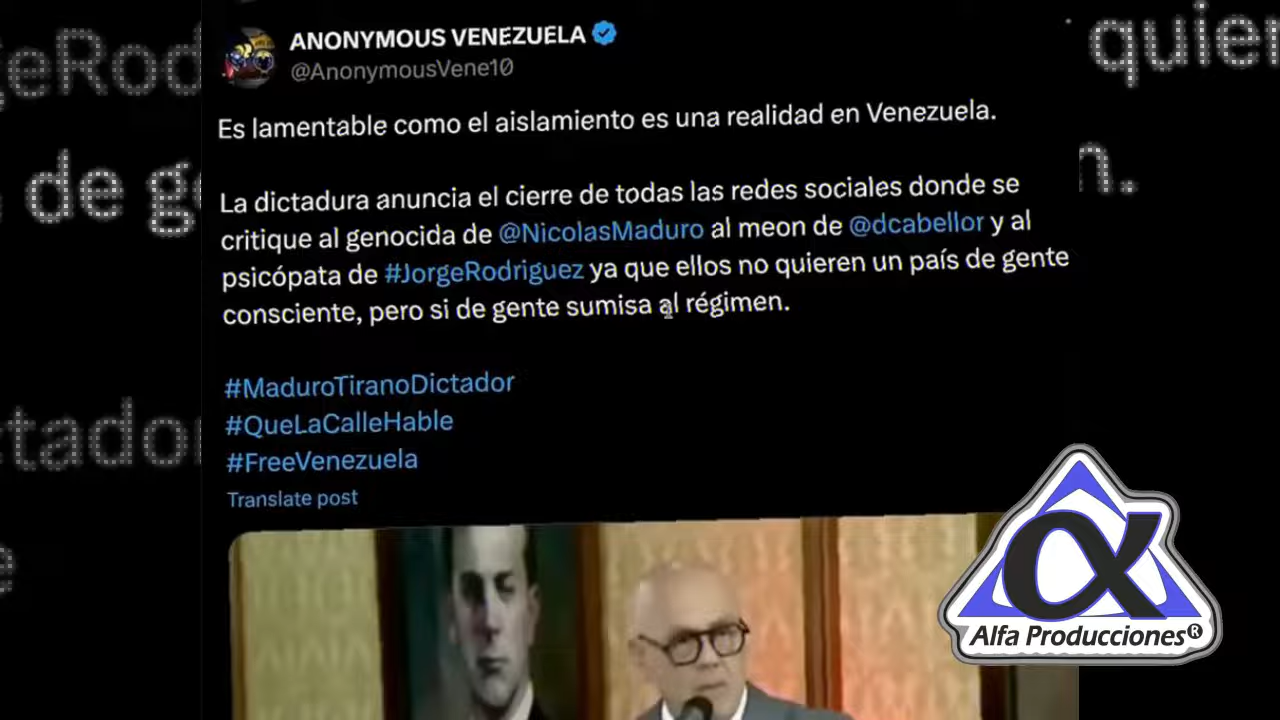 ANONYMOUS VENEZUELA
@AnonymousVene10
Es lamentable como el aislamiento es una realidad en Venezuela.
La dictadura anuncia el cierre de todas las redes sociales donde se
critique al genocida de @NicolasMaduro al meon de @dcabellor y al
psicópata de #JorgeRodriguez ya que ellos no quieren un país de gente
consciente, pero si de gente sumisa al régimen.
#MaduroTiranoDictador
#QueLaCalleHable
#FreeVenezuela
Translate post
Alfa Producciones®